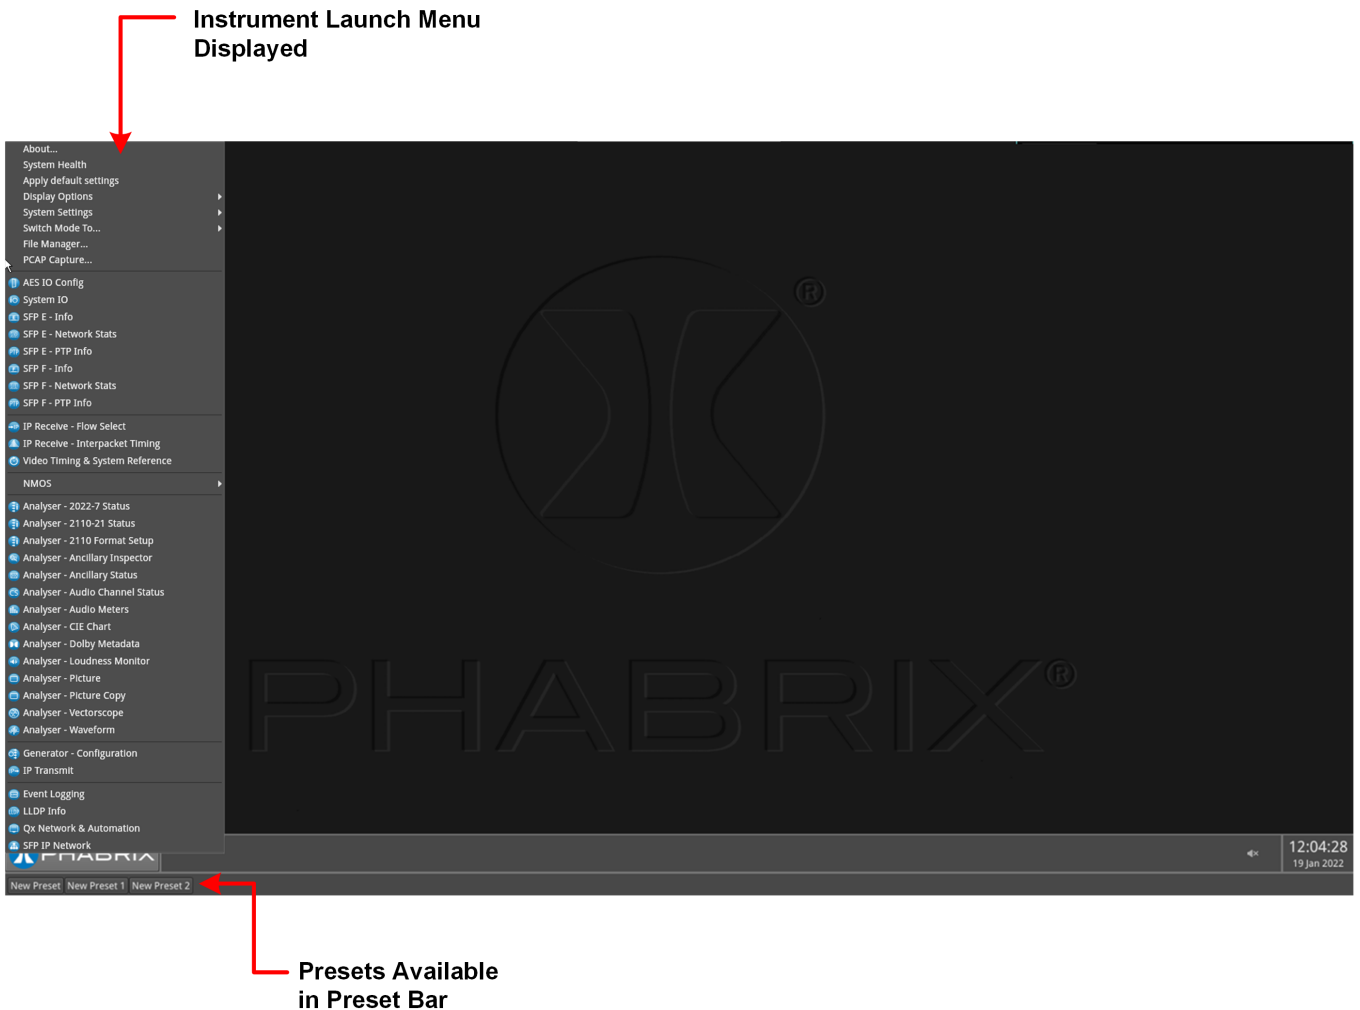 Instrument Launch Menu
Displayed
About...
System Health
Apply default settings
Display Options
System Settings
Switch Mode To...
File Manager...
PCAP Capture...
AES IO Config
System IO
SFP E - Info
SFP E - Network Stats
SFP E - PTP Info
SFP F - Info
SFP F - Network Stats
SFP F - PTP Info
IP Receive - Flow Select
IP Receive - Interpacket Timing
Video Timing & System Reference
NMOS
Analyser - 2022-7 Status
Analyser - 2110-21 Status
Analyser - 2110 Format Setup
Analyser - Ancillary Inspector
Analyser - Ancillary Status
Analyser - Audio Channel Status
Analyser - Audio Meters
Analyser - CIE Chart
Analyser - Dolby Metadata
Analyser - Loudness Monitor
Analyser - Picture
Analyser - Picture Copy
Analyser - Vectorscope
Analyser - Waveform
Generator - Configuration
IP Transmit
Event Logging
LLDP Info
Qx Network & Automation
SFP IP Network
®
PHABRIX®
PHABRIX
12:04:28
19 Jan 2022
New Preset New Preset 1 New Preset 2
Presets Available
in Preset Bar